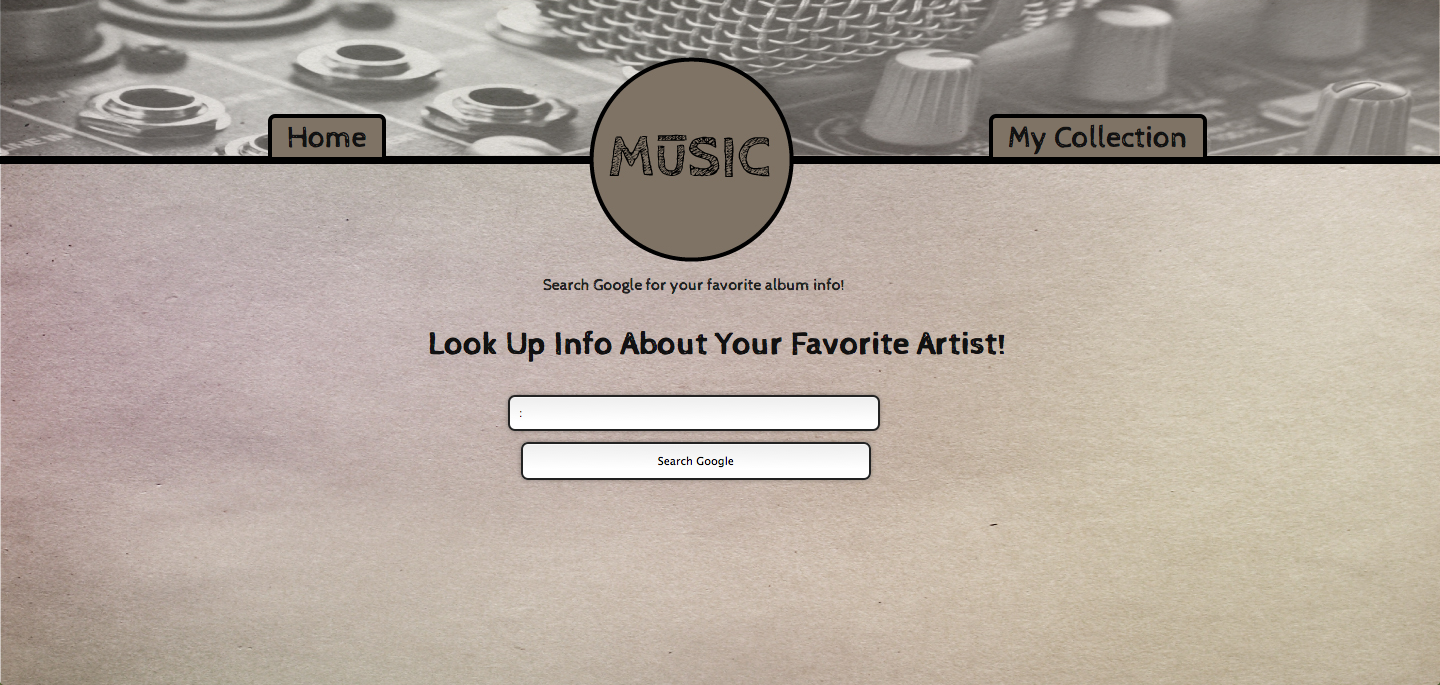 Home
MūSIC
My Collection
Search Google for your favorite album info!
Look Up Info About Your Favorite Artist!
:
Search Google